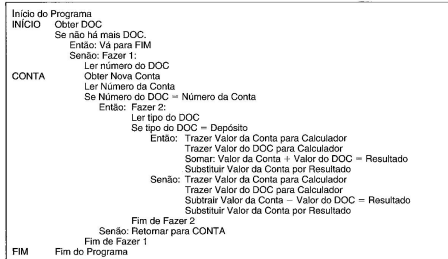 Início do Programa
INÍCIO Obter DOC
Se não há mais DOC.
Então: Vá para FIM
Senão: Fazer 1:
Ler número do DOC
CONTA Obter Nova Conta
Ler Número da Conta
Se Número do DOC = Número da Conta
Então: Fazer 2:
Ler tipo do DOC
Se tipo do DOC = Depósito
Então: Trazer Valor da Conta para Calculador
Trazer Valor do DOC para Calculador
Somar: Valor da Conta + Valor do DOC = Resultado
Substituir Valor da Conta por Resultado
Senão: Trazer Valor da Conta para Calculador
Trazer Valor do DOC para Calculador
Subtrair Valor da Conta − Valor do DOC = Resultado
Substituir Valor da Conta por Resultado
Fim de Fazer 2
Senão: Retornar para CONTA
Fim de Fazer 1
FIM Fim do Programa